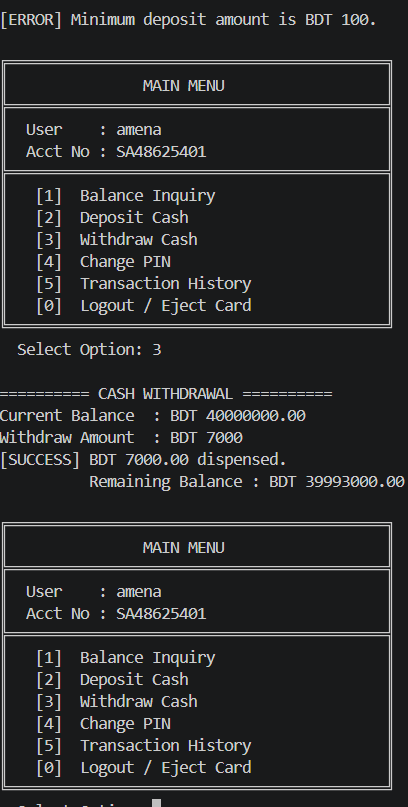 [ERROR] Minimum deposit amount is BDT 100.
MAIN MENU
User    : amena
Acct No : SA48625401
[1]  Balance Inquiry
[2]  Deposit Cash
[3]  Withdraw Cash
[4]  Change PIN
[5]  Transaction History
[0]  Logout / Eject Card
Select Option: 3
========== CASH WITHDRAWAL ==========
Current Balance  : BDT 40000000.00
Withdraw Amount  : BDT 7000
[SUCCESS] BDT 7000.00 dispensed.
Remaining Balance : BDT 39993000.00
MAIN MENU
User    : amena
Acct No : SA48625401
[1]  Balance Inquiry
[2]  Deposit Cash
[3]  Withdraw Cash
[4]  Change PIN
[5]  Transaction History
[0]  Logout / Eject Card